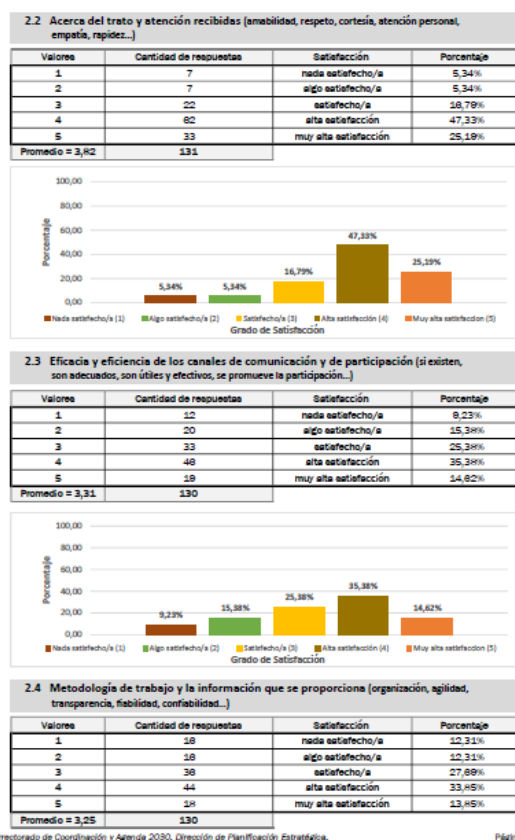 2.2 Acerca del trato y atención recibidas (amabilidad, respeto, cortesía, atención personal,
empatía, rapidez...)
Valores Cantidad de respuestas Satisfacción Porcentaje
1 7 nada satisfecho/a 5,34%
2 7 algo satisfecho/a 5,34%
3 22 satisfecho/a 16,79%
4 62 alta satisfacción 47,33%
5 33 muy alta satisfacción 25,19%
Promedio = 3,82 131
100,00
80,00
60,00
40,00
20,00
0,00
Porcentaje
5,34% 5,34% 16,79% 47,33% 25,19%
Nada satisfecho/a (1) Algo satisfecho/a (2) Satisfecho/a (3) Alta satisfacción (4) Muy alta satisfaccion (5)
Grado de Satisfacción
2.3 Eficacia y eficiencia de los canales de comunicación y de participación (si existen,
son adecuados, son útiles y efectivos, se promueve la participación...)
Valores Cantidad de respuestas Satisfacción Porcentaje
1 12 nada satisfecho/a 9,23%
2 20 algo satisfecho/a 15,38%
3 33 satisfecho/a 25,38%
4 46 alta satisfacción 35,38%
5 19 muy alta satisfacción 14,62%
Promedio = 3,31 130
100,00
80,00
60,00
40,00
20,00
0,00
Porcentaje
9,23% 15,38% 25,38% 35,38% 14,62%
Nada satisfecho/a (1) Algo satisfecho/a (2) Satisfecho/a (3) Alta satisfacción (4) Muy alta satisfaccion (5)
Grado de Satisfacción
2.4 Metodología de trabajo y la información que se proporciona (organización, agilidad,
transparencia, fiabilidad, confiabilidad...)
Valores Cantidad de respuestas Satisfacción Porcentaje
1 16 nada satisfecho/a 12,31%
2 16 algo satisfecho/a 12,31%
3 36 satisfecho/a 27,69%
4 44 alta satisfacción 33,85%
5 18 muy alta satisfacción 13,85%
Promedio = 3,25 130
rrectorado de Coordinación y Agenda 2030. Dirección de Planificación Estratégica. Págin